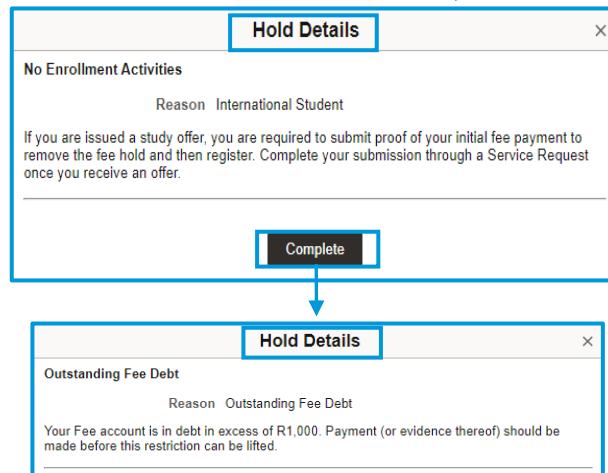 Hold Details
×
No Enrollment Activities
Reason International Student
If you are issued a study offer, you are required to submit proof of your initial fee payment to
remove the fee hold and then register. Complete your submission through a Service Request
once you receive an offer.
Complete
Hold Details
×
Outstanding Fee Debt
Reason Outstanding Fee Debt
Your Fee account is in debt in excess of R1,000. Payment (or evidence thereof) should be
made before this restriction can be lifted.